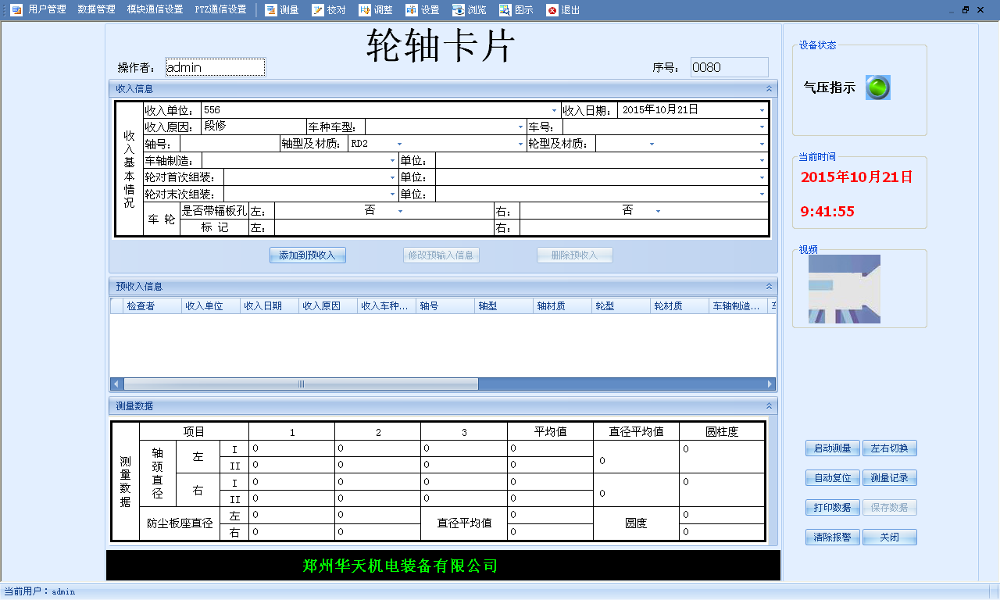 用户管理 数据管理 模块通信设置 PTZ通信设置 测量 校对 调整 设置 浏览 图示 退出
轮轴卡片
操作者： admin 序号： 0080
收入信息
收入基本情况
收入单位： 556 收入日期： 2015年10月21日
收入原因： 段修 车种车型： 车号：
轴号： 轴型及材质： RD2 轮型及材质：
车轴制造： 单位：
轮对首次组装： 单位：
轮对末次组装： 单位：
车 轮 是否带辐板孔 左： 否 右： 否
标 记 左： 右：
添加到预收入 修改预输入信息 删除预收入
预收入信息
检查者 收入单位 收入日期 收入原因 收入车种... 轴号 轴型 轴材质 轮型 轮材质 车轴制造...
测量数据
测量数据
项目 1 2 3 平均值 直径平均值 圆柱度
轴颈直径 左 I 0 0 0 0 0 0
II 0 0 0 0
右 I 0 0 0 0 0 0
II 0 0 0 0
防尘板座直径 左 0 0 直径平均值 0 圆度 0
右 0 0 0 0
郑州华天机电装备有限公司
设备状态
气压指示
当前时间
2015年10月21日
9:41:55
视频
启动测量 左右切换
自动复位 测量记录
打印数据 保存数据
清除报警 关闭
当前用户：admin